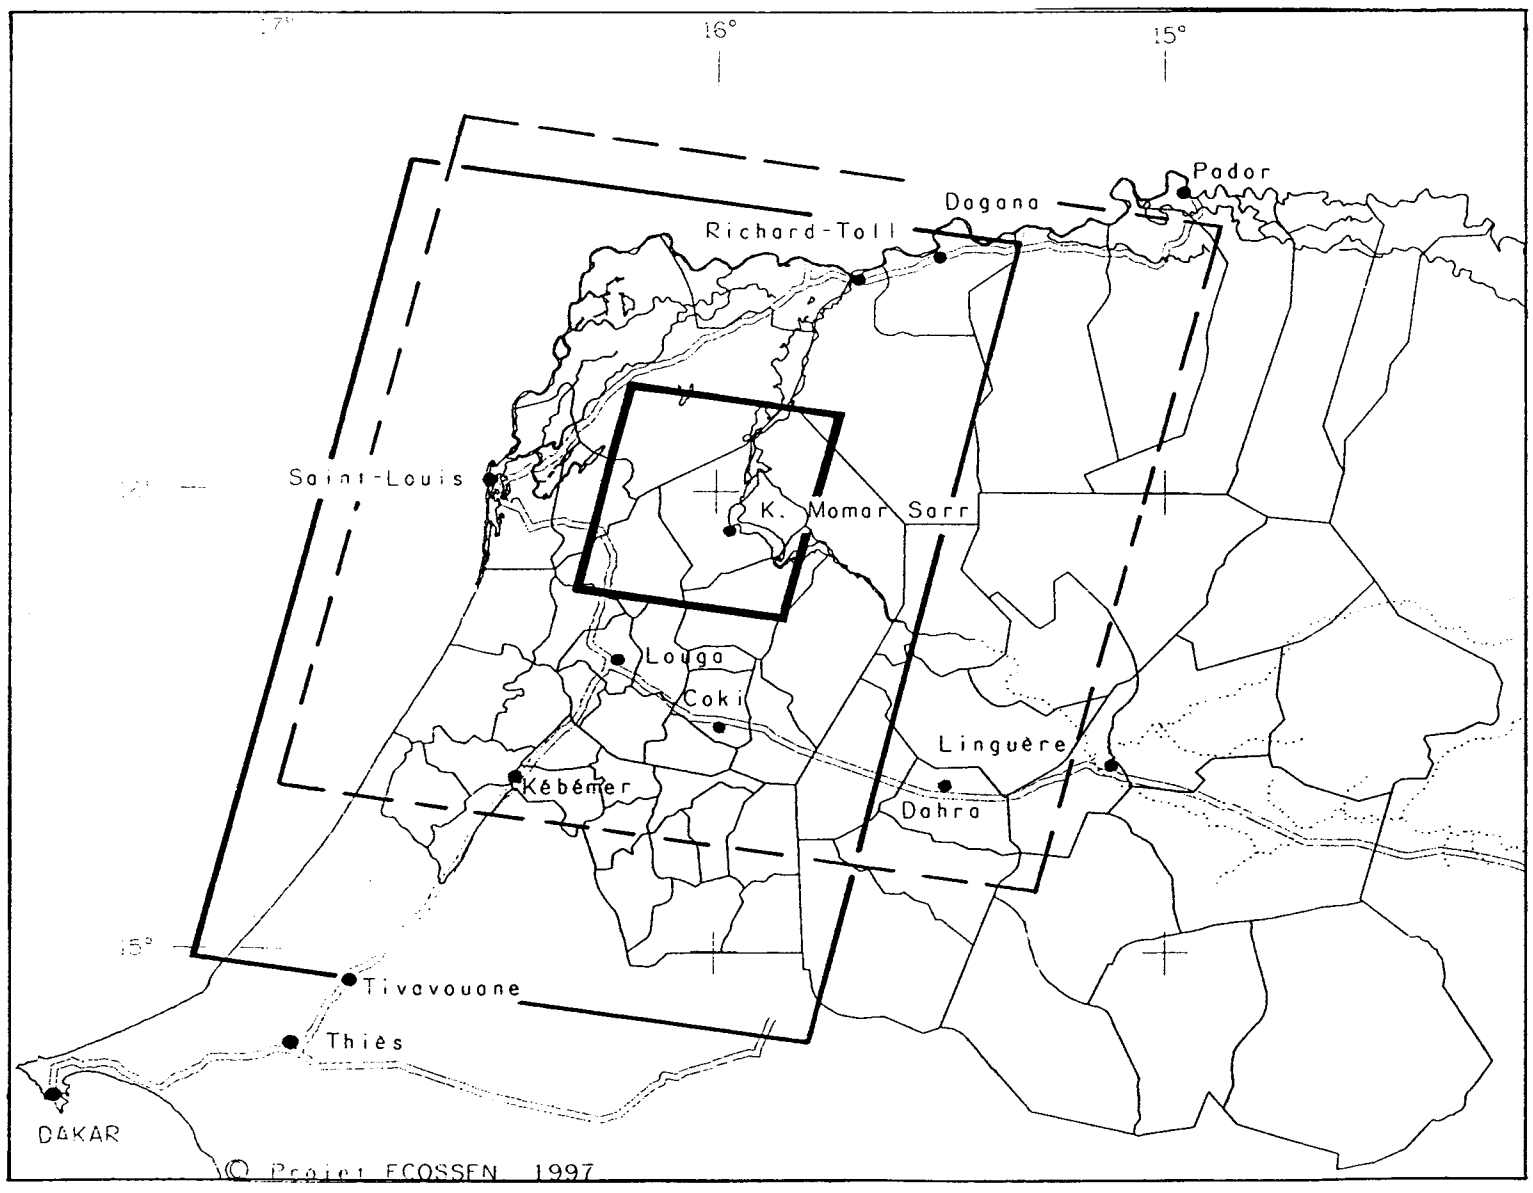 17°
16°
15°
Podor
Dagana
Richard-Toll
Saint-Louis
K. Momar Sarr
Louga
Coki
Linguère
Kébémer
Dahra
15°
Tivavouane
Thiès
DAKAR
© Projet ECOSSEN 1997